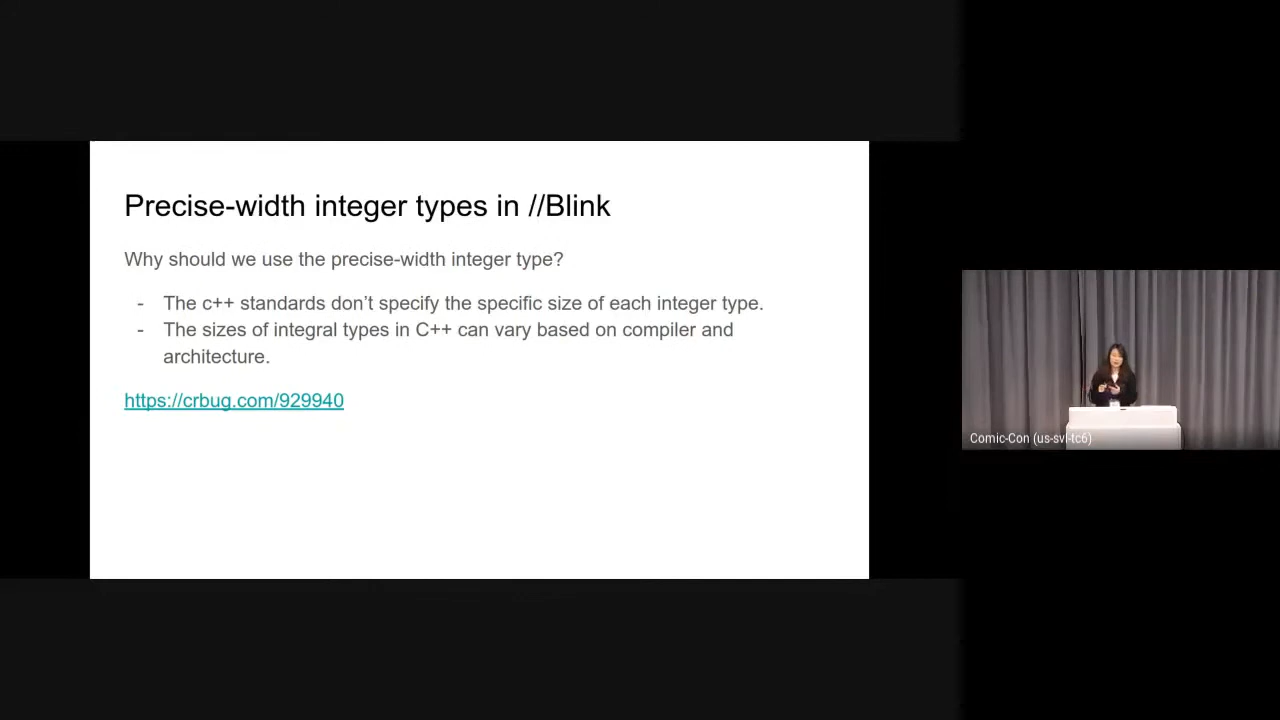 Precise-width integer types in //Blink
Why should we use the precise-width integer type?
- The c++ standards don’t specify the specific size of each integer type.
- The sizes of integral types in C++ can vary based on compiler and
architecture.
https://crbug.com/929940
Comic-Con (us-svl-tc6)